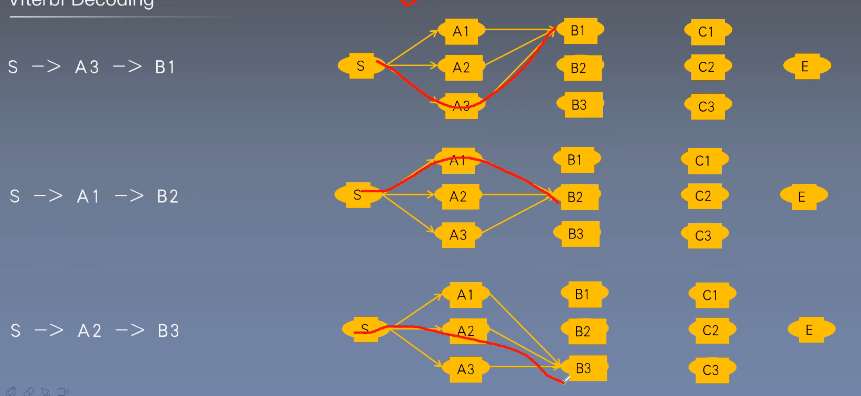 Viterbi Decoding
A1 B1 C1
S -> A3 -> B1 S A2 B2 C2 E
A3 B3 C3
A1 B1 C1
S -> A1 -> B2 S A2 B2 C2 E
A3 B3 C3
A1 B1 C1
S -> A2 -> B3 S A2 B2 C2 E
A3 B3 C3